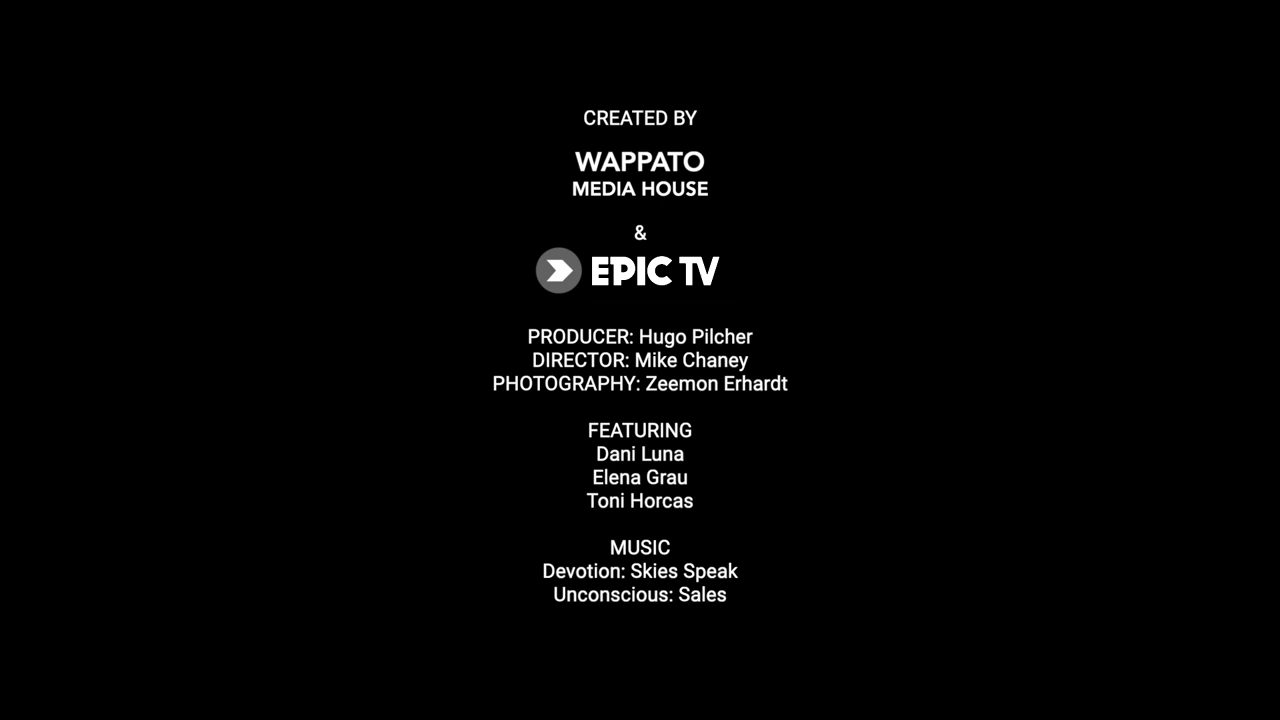 CREATED BY
WAPPATO
MEDIA HOUSE
&
EPIC TV
PRODUCER: Hugo Pilcher
DIRECTOR: Mike Chaney
PHOTOGRAPHY: Zeemon Erhardt
FEATURING
Dani Luna
Elena Grau
Toni Horcas
MUSIC
Devotion: Skies Speak
Unconscious: Sales